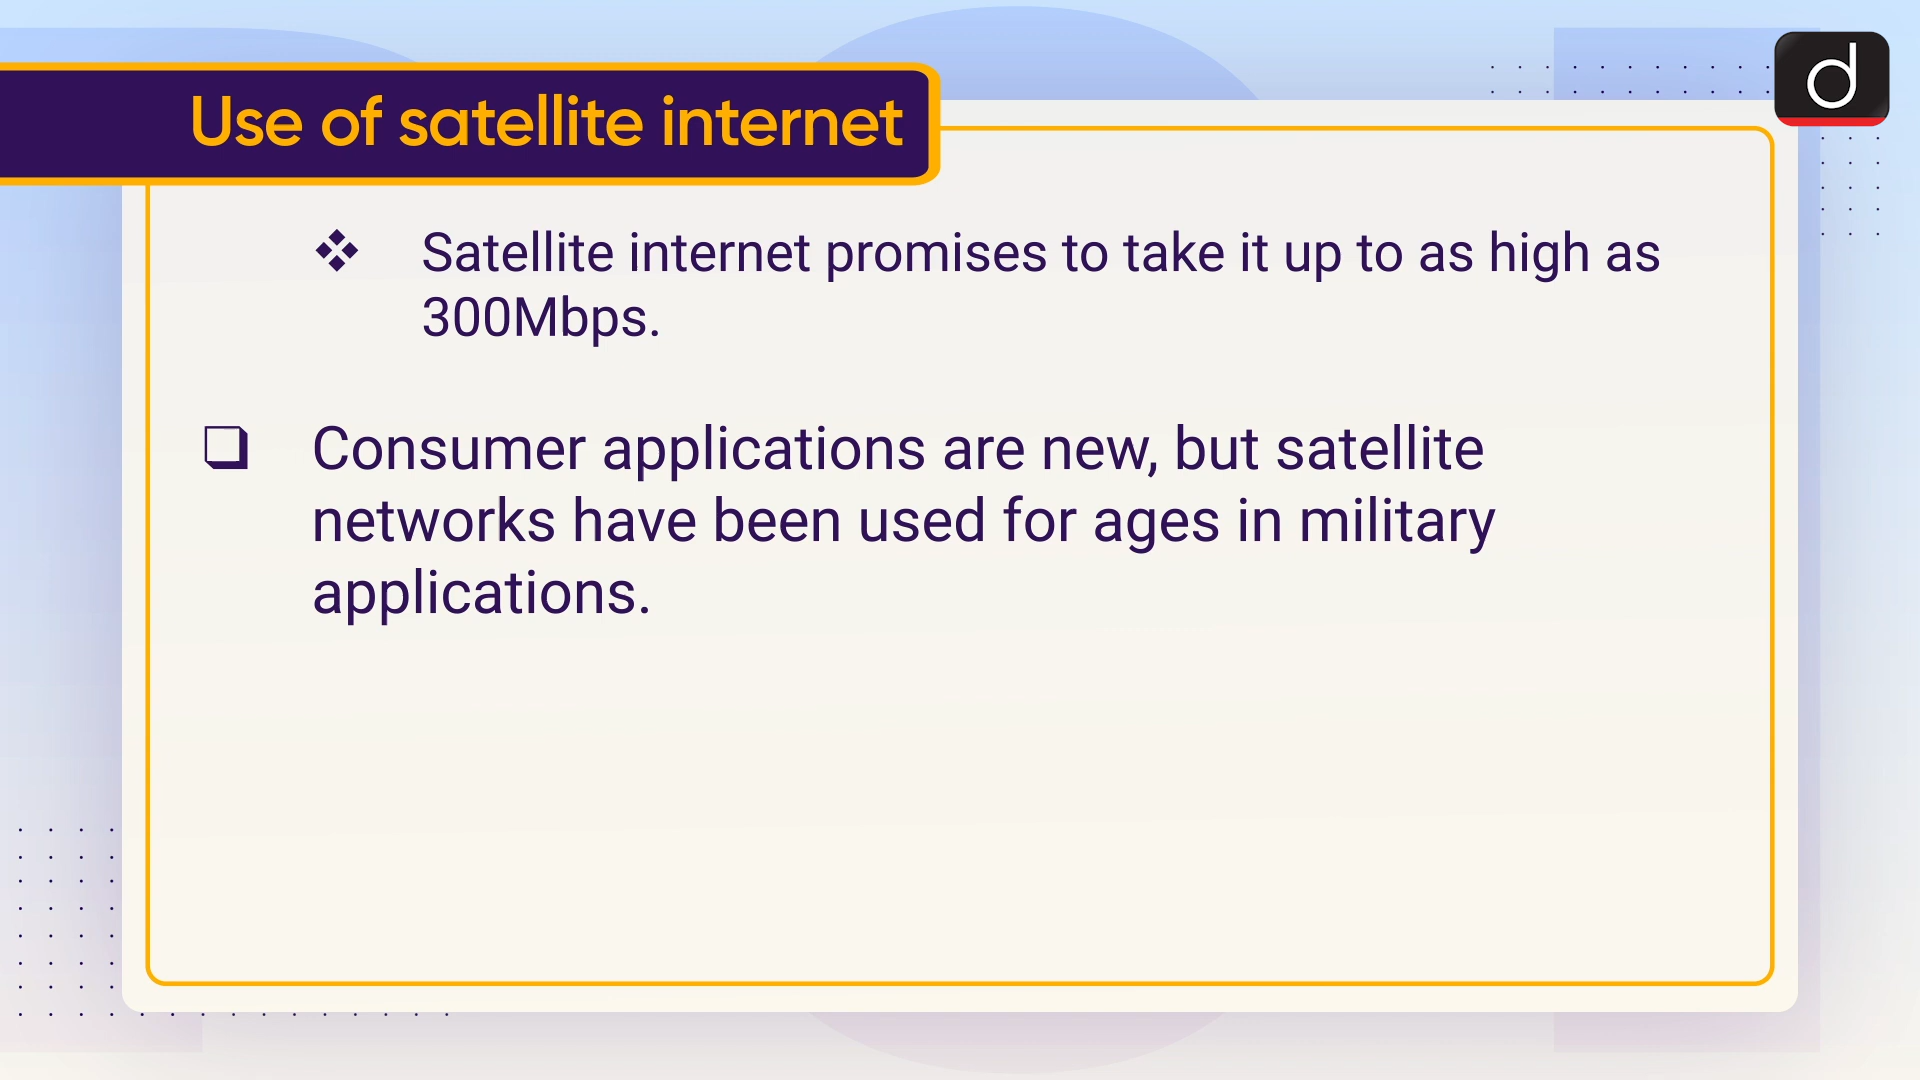 Use of satellite internet
d
❖ Satellite internet promises to take it up to as high as
300Mbps.
❑ Consumer applications are new, but satellite
networks have been used for ages in military
applications.